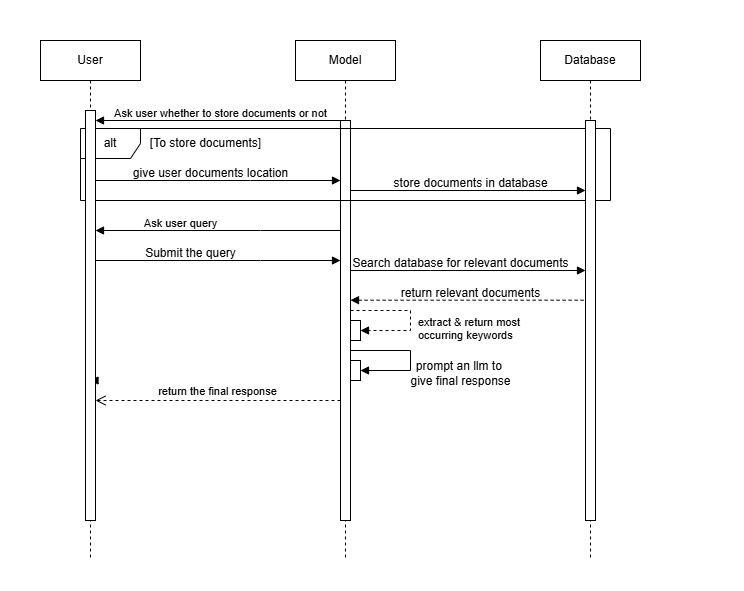 User
Model
Database
Ask user whether to store documents or not
alt
[To store documents]
give user documents location
store documents in database
Ask user query
Submit the query
Search database for relevant documents
return relevant documents
extract & return most
occurring keywords
prompt an llm to
give final response
return the final response